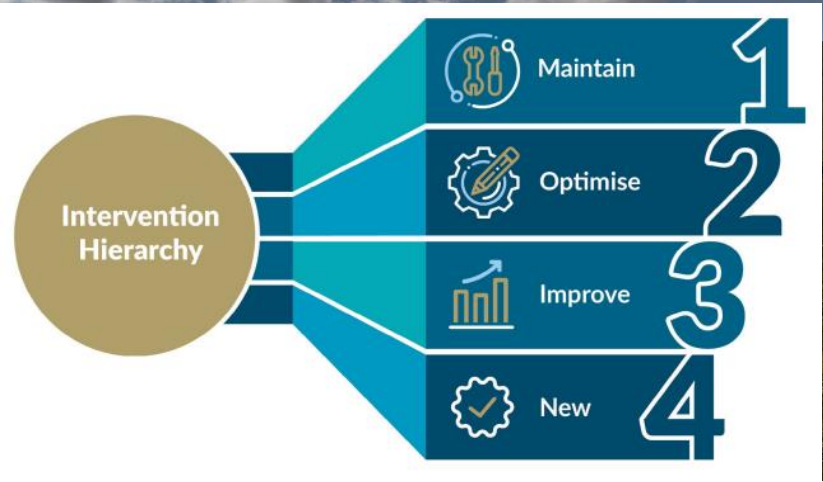 Intervention
Hierarchy
Maintain 1
Optimise 2
Improve 3
New 4